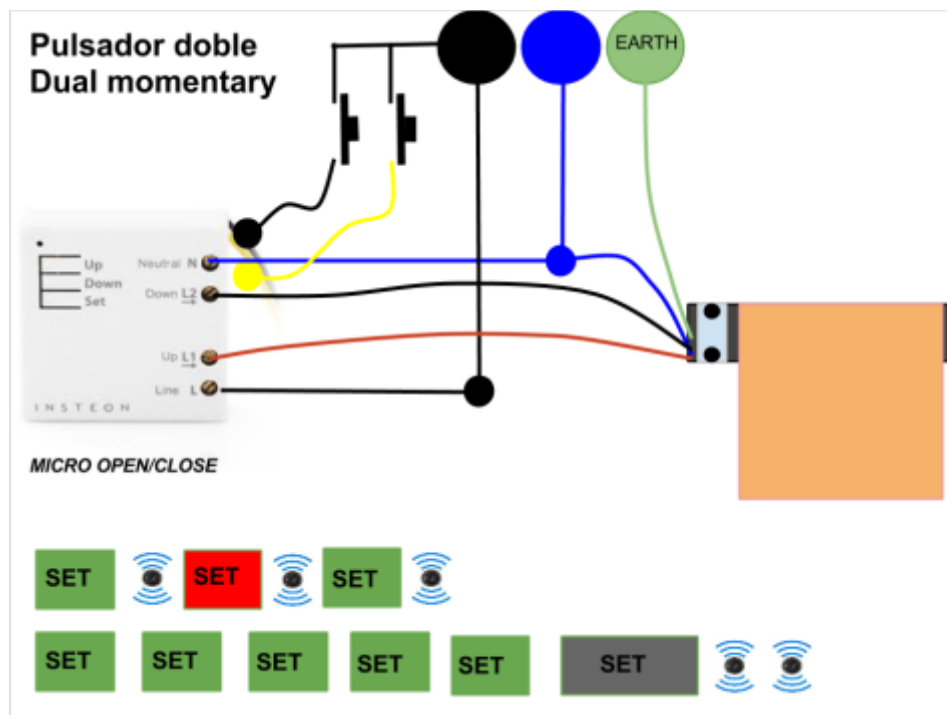 Pulsador doble
Dual momentary
EARTH
Up
Down
Set
Neutral N
Down L2
Up L1
Line L
INSTEON
MICRO OPEN/CLOSE
SET SET SET
SET SET SET SET SET SET